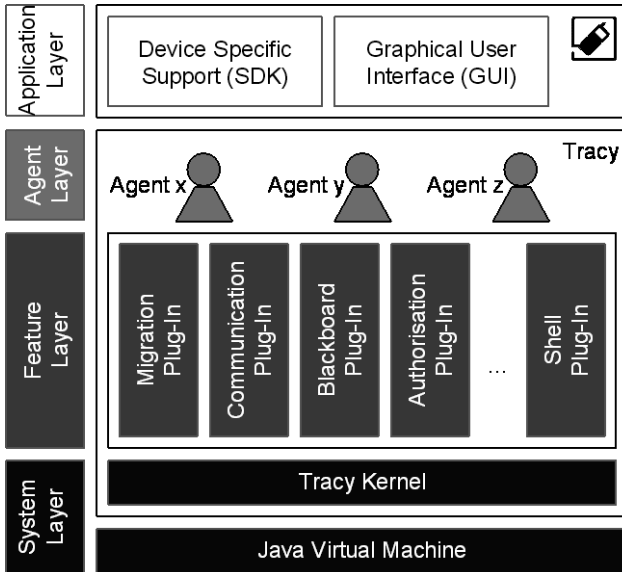 Application
Layer
Device Specific
Support (SDK)
Graphical User
Interface (GUI)
Agent
Layer
Tracy
Agent x
Agent y
Agent z
Feature
Layer
Migration
Plug-In
Communication
Plug-In
Blackboard
Plug-In
Authorisation
Plug-In
...
Shell
Plug-In
System
Layer
Tracy Kernel
Java Virtual Machine